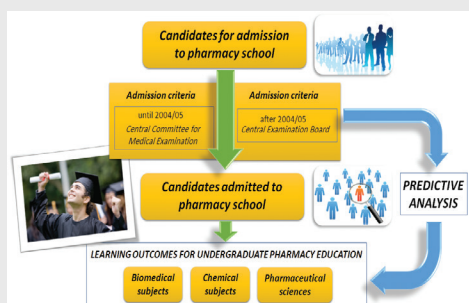 Candidates for admission
to pharmacy school
Admission criteria
until 2004/05
Central Committee for
Medical Examination
Admission criteria
after 2004/05
Central Examination Board
Candidates admitted to
pharmacy school
PREDICTIVE
ANALYSIS
LEARNING OUTCOMES FOR UNDERGRADUATE PHARMACY EDUCATION
Biomedical
subjects
Chemical
subjects
Pharmaceutical
sciences